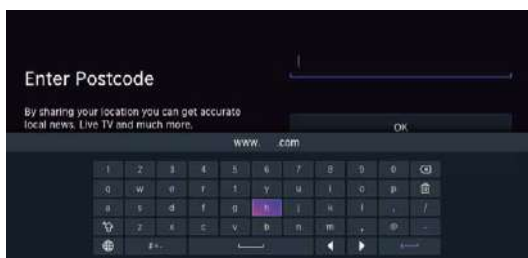 Enter Postcode
By sharing your location you can get accurate
local news, Live TV and much more.
OK
www. .com
1 2 3 4 5 6 7 8 9 0
q w e r t y u i o p
a s d f g h j k l . /
z x c v b n m , @ -
#+-